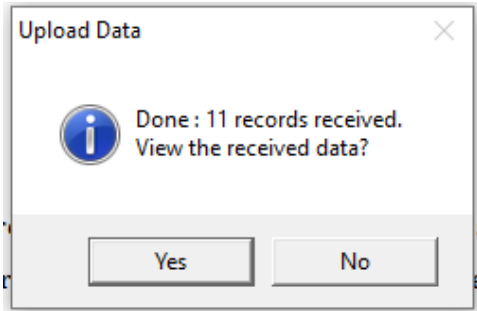 Upload Data
Done : 11 records received.
View the received data?
Yes
No